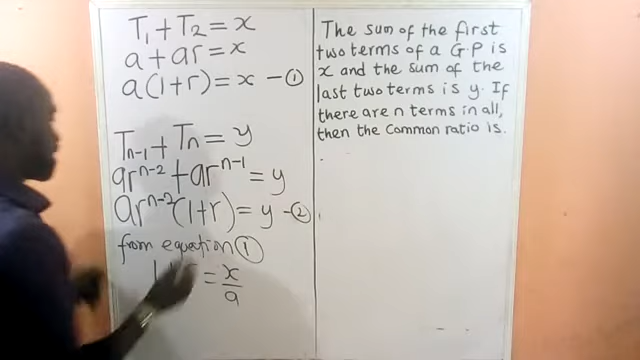 T₁ + T₂ = x
a + ar = x
a(1+r) = x - ①
Tₙ₋₁ + Tₙ = y
arⁿ⁻² + arⁿ⁻¹ = y
arⁿ⁻²(1+r) = y - ②
from equation ①
= x/a
The sum of the first
two terms of a G.P is
x and the sum of the
last two terms is y. If
there are n terms in all,
then the Common ratio is.